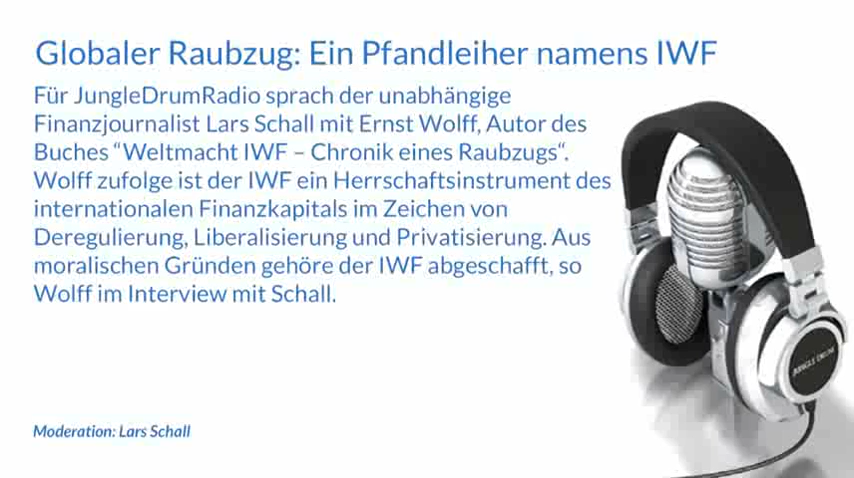 Globaler Raubzug: Ein Pfandleiher namens IWF
Für JungleDrumRadio sprach der unabhängige
Finanzjournalist Lars Schall mit Ernst Wolff, Autor des
Buches “Weltmacht IWF – Chronik eines Raubzugs“.
Wolff zufolge ist der IWF ein Herrschaftsinstrument des
internationalen Finanzkapitals im Zeichen von
Deregulierung, Liberalisierung und Privatisierung. Aus
moralischen Gründen gehöre der IWF abgeschafft, so
Wolff im Interview mit Schall.
JUNGLE DRUM
Moderation: Lars Schall